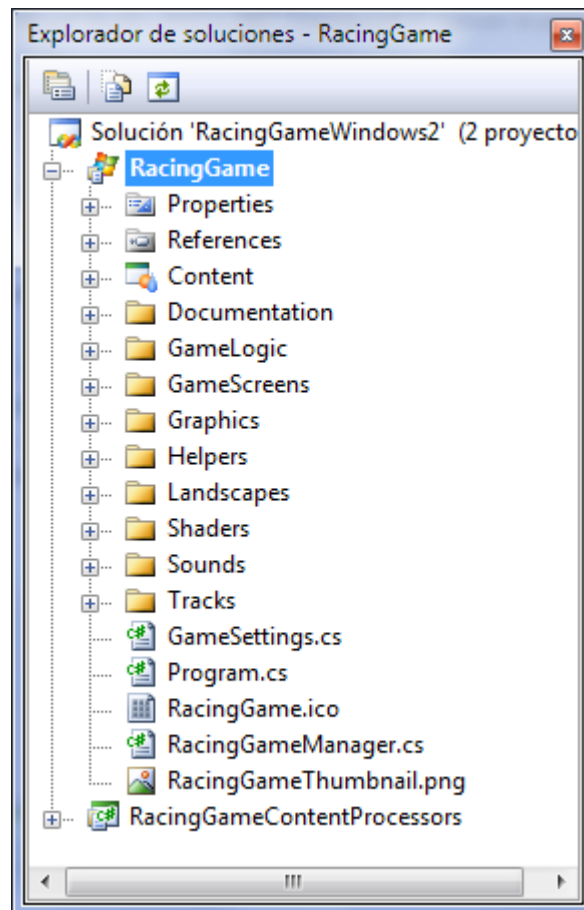 Explorador de soluciones - RacingGame
Solución 'RacingGameWindows2' (2 proyecto
RacingGame
Properties
References
Content
Documentation
GameLogic
GameScreens
Graphics
Helpers
Landscapes
Shaders
Sounds
Tracks
GameSettings.cs
Program.cs
RacingGame.ico
RacingGameManager.cs
RacingGameThumbnail.png
RacingGameContentProcessors